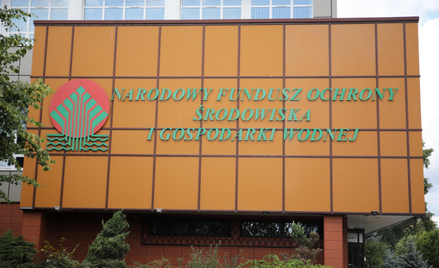 NARODOWY FUNDUSZ OCHRONY
ŚRODOWISKA
I GOSPODARKI WODNEJ